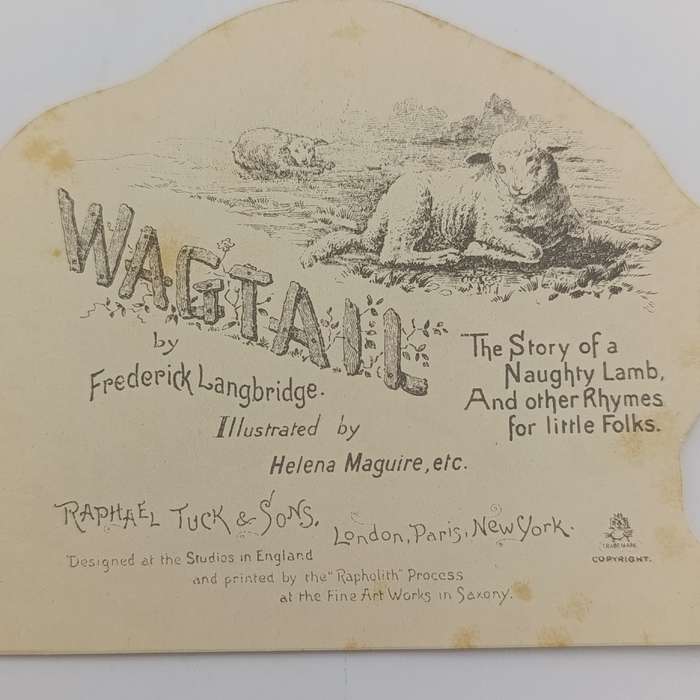 WAGTAIL
by
Frederick Langbridge.
Illustrated by
Helena Maguire, etc.
The Story of a
Naughty Lamb,
And other Rhymes
for little Folks.
RAPHAEL TUCK & SONS,
London, Paris, New York.
Designed at the Studios in England
and printed by the "Rapholith" Process
at the Fine Art Works in Saxony.
TRADE MARK
COPYRIGHT.